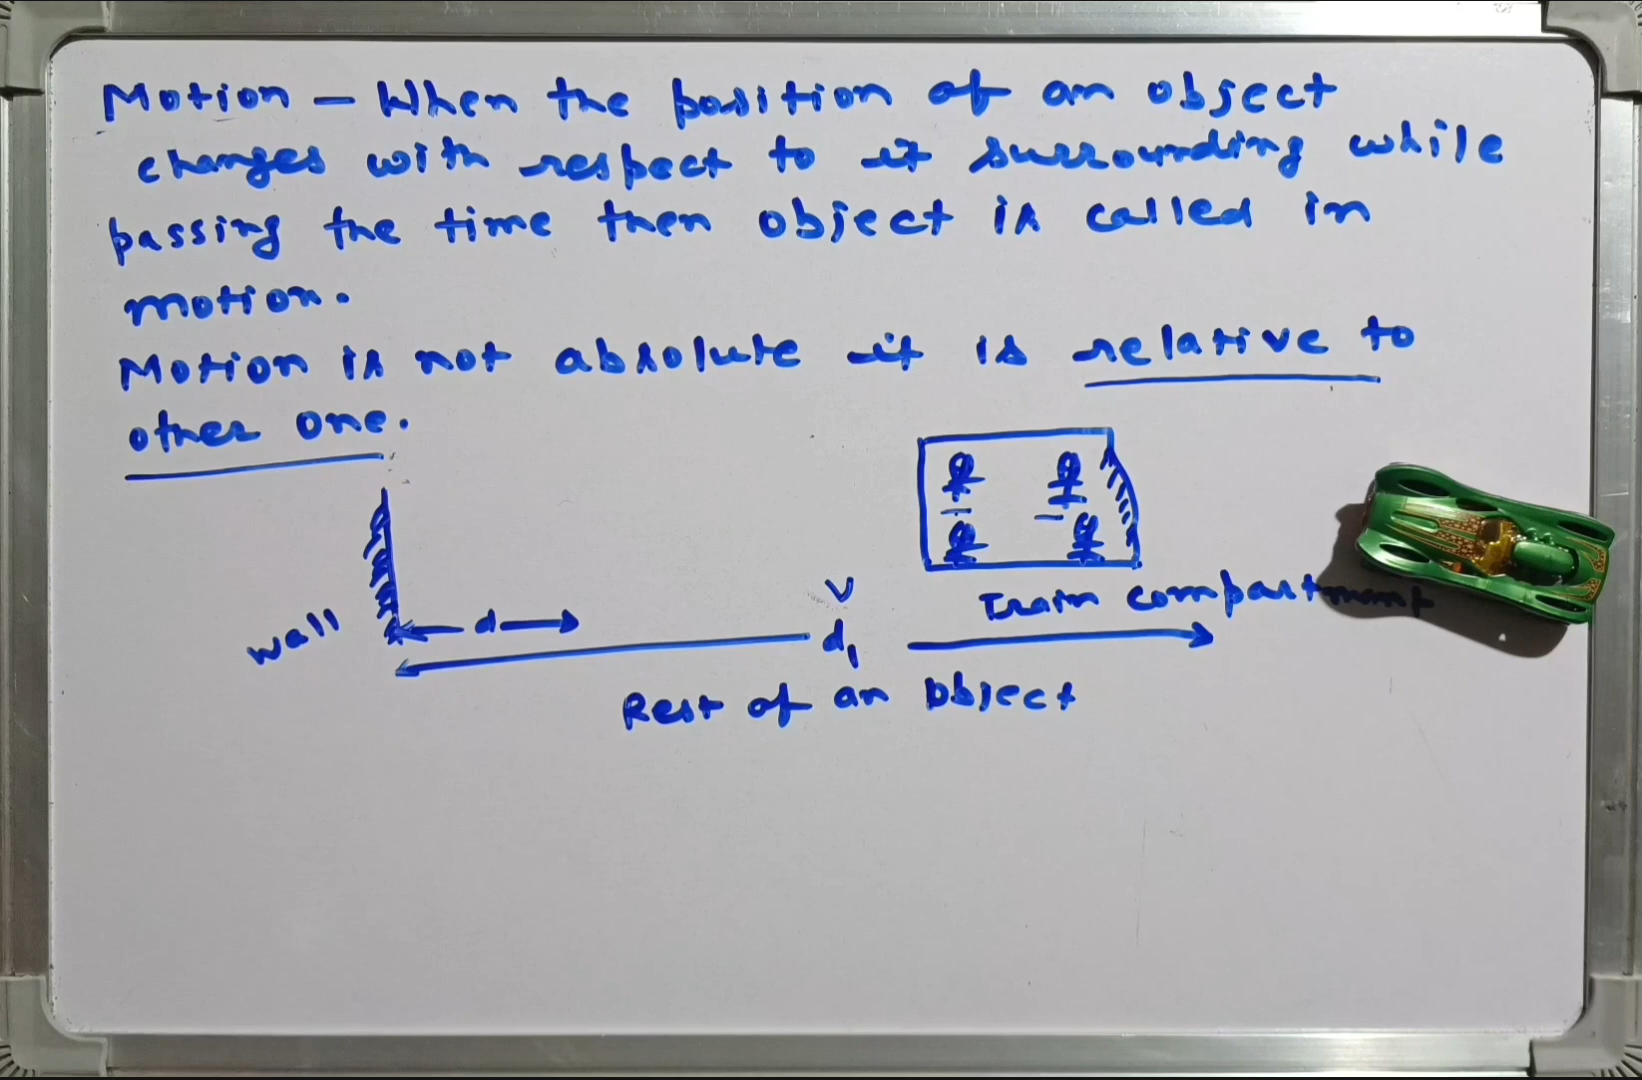 Motion - When the position of an object
changes with respect to it surrounding while
passing the time then object is called in
motion.
Motion is not absolute it is relative to
other one.
wall
d
v
d1
Train compartment
Rest of an Object